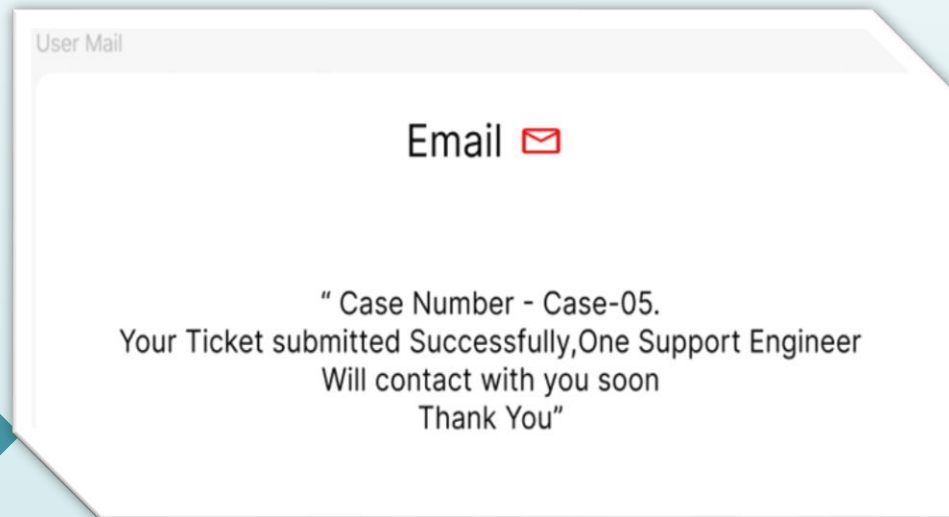 User Mail
Email
“ Case Number - Case-05.
Your Ticket submitted Successfully,One Support Engineer
Will contact with you soon
Thank You”